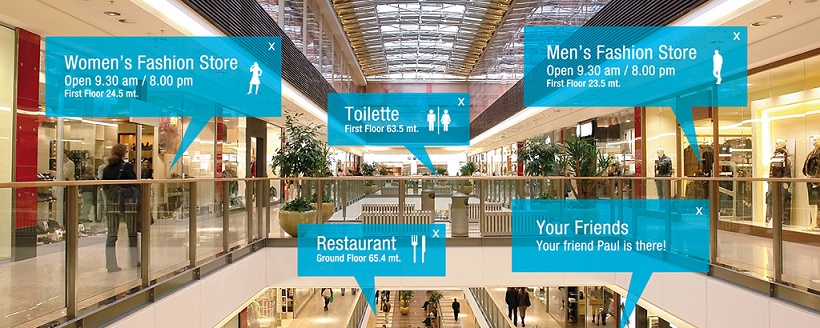 Women's Fashion Store
x
Open 9.30 am / 8.00 pm
First Floor 24.5 mt.
Men's Fashion Store
x
Open 9.30 am / 8.00 pm
First Floor 23.5 mt.
Toilette
x
First Floor 63.5 mt.
Restaurant
x
Ground Floor 65.4 mt.
Your Friends
x
Your friend Paul is there!